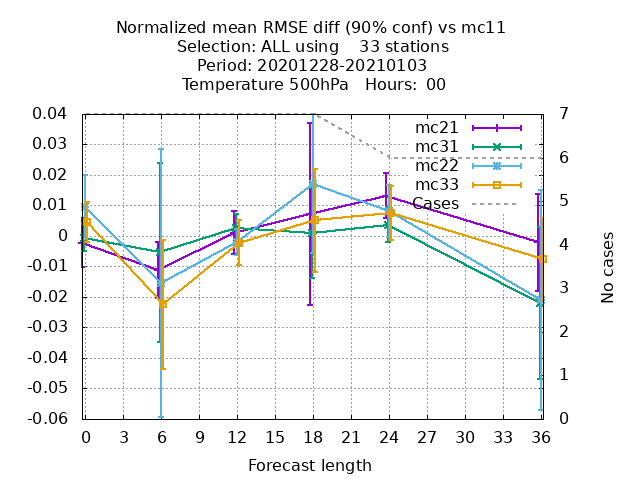 Normalized mean RMSE diff (90% conf) vs mc11
Selection: ALL using    33 stations
Period: 20201228-20210103
Temperature 500hPa   Hours:  00
0.04
0.03
0.02
0.01
0
-0.01
-0.02
-0.03
-0.04
-0.05
-0.06
mc21
mc31
mc22
mc33
Cases
7
6
5
4
3
2
1
0
No cases
0 3 6 9 12 15 18 21 24 27 30 33 36
Forecast length